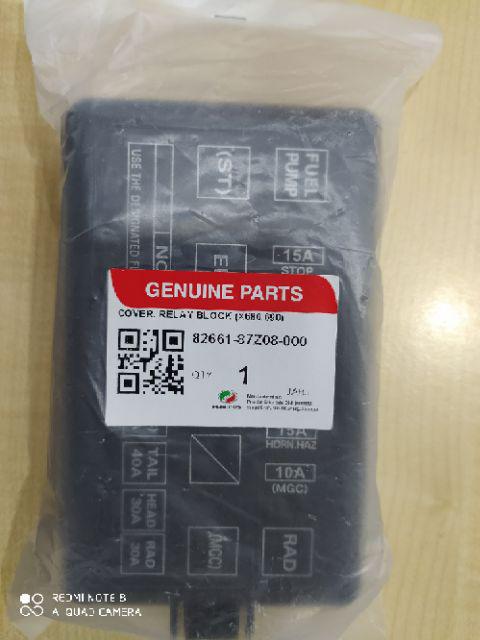 FUEL
PUMP
(ST)
USE THE DESIGNATED
15A
STOP
GENUINE PARTS
COVER, RELAY BLOCK
82661-87Z08-000
QTY
1
15A
HORN.HAZ
10A
(MGC)
TAIL
40A
HEAD
30A
RAD
30A
(MGC)
RAD
REDMI NOTE 8
AI QUAD CAMERA